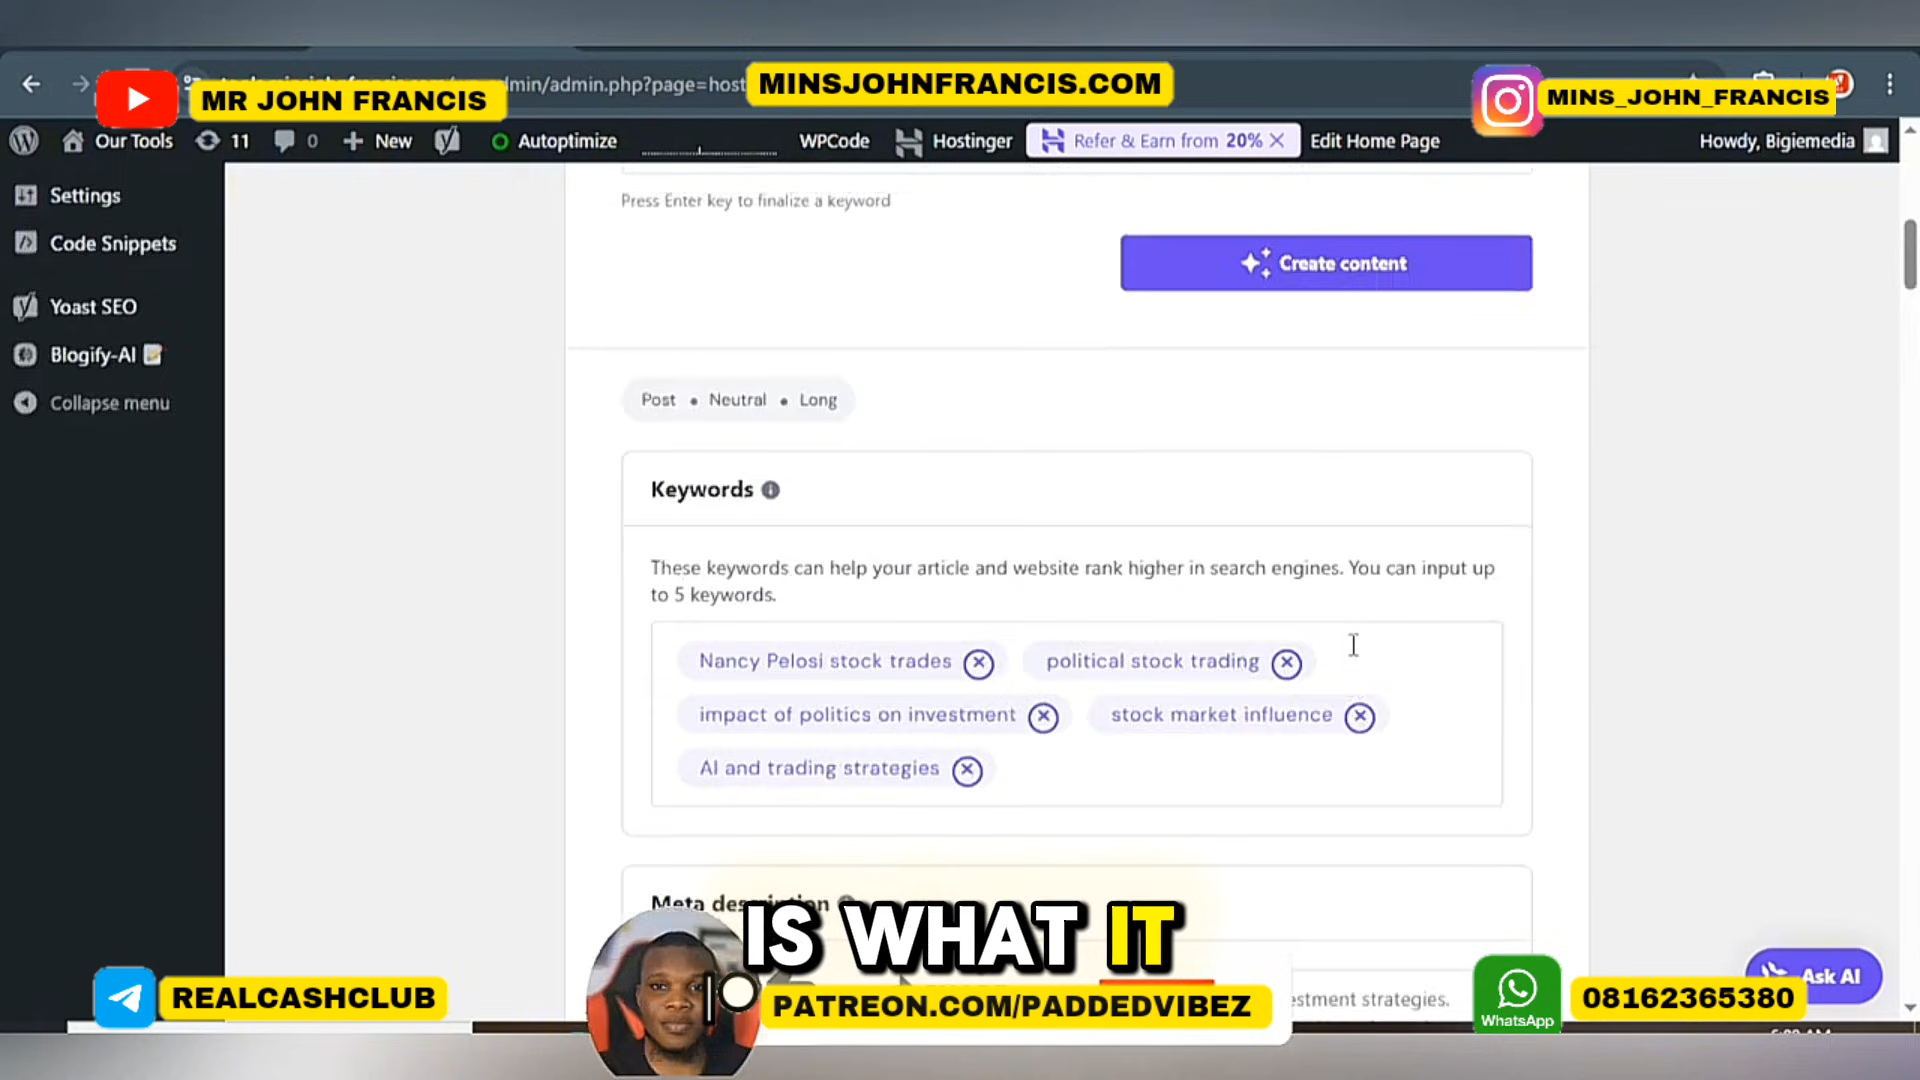 MR JOHN FRANCIS
min/admin.php?page=host
MINSJOHNFRANCIS.COM
MINS_JOHN_FRANCIS
Our Tools
11
0
New
Autoptimize
WPCode
Hostinger
Refer & Earn from 20%
Edit Home Page
Howdy, Bigiemedia
Settings
Code Snippets
Yoast SEO
Blogify-AI
Collapse menu
Press Enter key to finalize a keyword
Create content
Post • Neutral • Long
Keywords
These keywords can help your article and website rank higher in search engines. You can input up
to 5 keywords.
Nancy Pelosi stock trades
political stock trading
impact of politics on investment
stock market influence
AI and trading strategies
Meta description
IS WHAT IT
Ask AI
REALCASHCLUB
PATREON.COM/PADDEDVIBEZ
estment strategies.
WhatsApp
08162365380